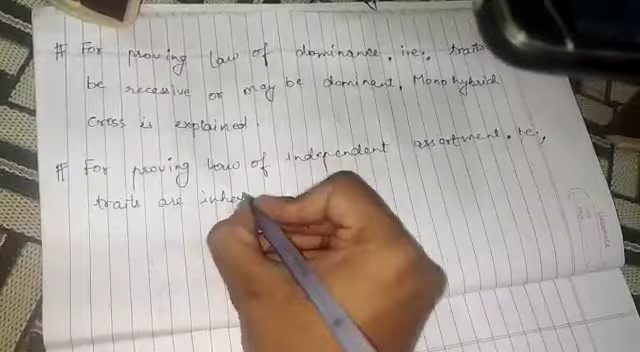 # For proving law of dominance, i.e., traits
be recessive or may be dominant, Monohybrid
Cross is explained.
# For proving law of independent assortment, i.e.,
traits are inhe